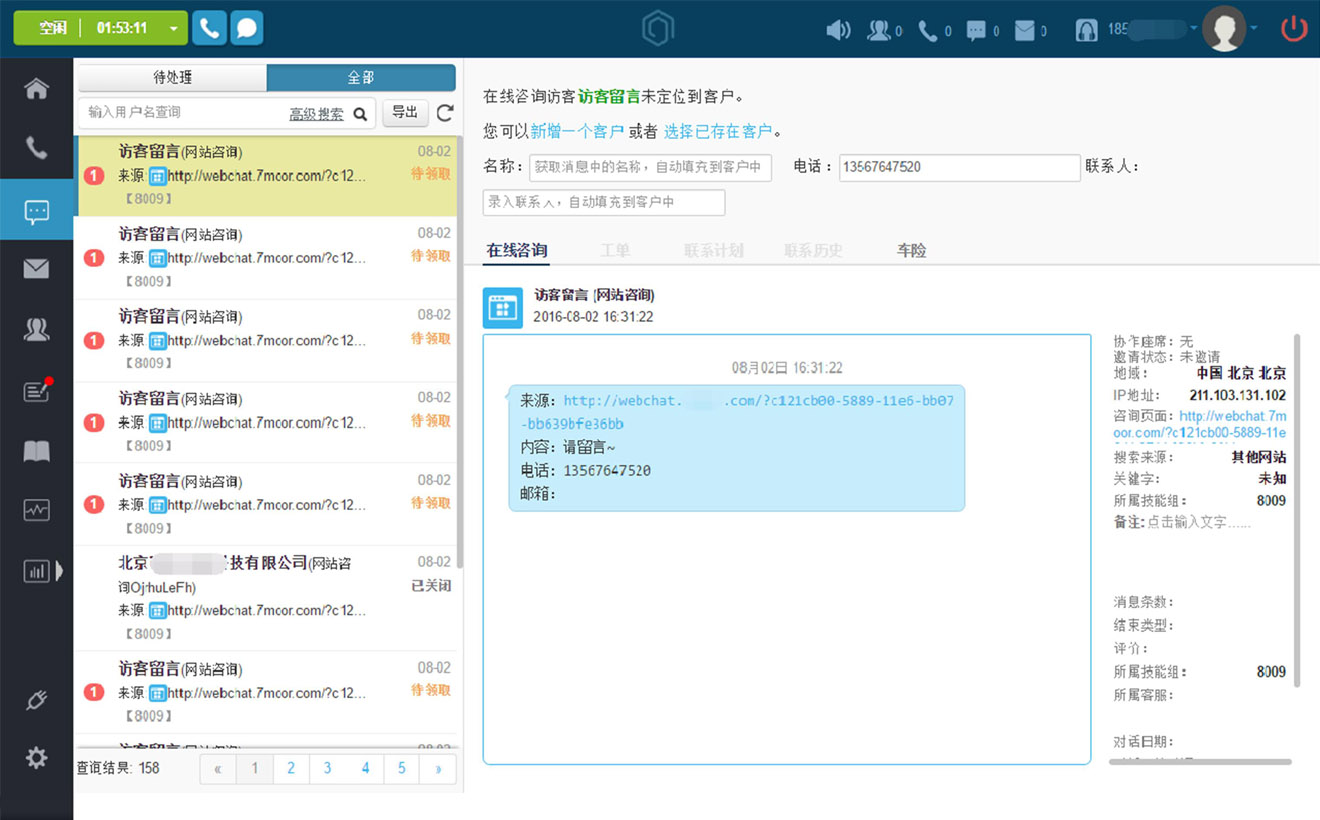 空闲 01:53:11
0 0 0 0 185
待处理 全部
输入用户名查询 高级搜索 导出
访客留言(网站咨询) 08-02
1 来源 http://webchat.7moor.com/?c12... 待领取
【8009】
访客留言(网站咨询) 08-02
1 来源 http://webchat.7moor.com/?c12... 待领取
【8009】
访客留言(网站咨询) 08-02
1 来源 http://webchat.7moor.com/?c12... 待领取
【8009】
访客留言(网站咨询) 08-02
1 来源 http://webchat.7moor.com/?c12... 待领取
【8009】
访客留言(网站咨询) 08-02
1 来源 http://webchat.7moor.com/?c12... 待领取
【8009】
北京 技有限公司(网站咨 08-02
询OjrhuLeFh) 已关闭
来源 http://webchat.7moor.com/?c12...
【8009】
访客留言(网站咨询) 08-02
1 来源 http://webchat.7moor.com/?c12... 待领取
【8009】
查询结果: 158 « 1 2 3 4 5 »
在线咨询访客访客留言未定位到客户。
您可以新增一个客户 或者 选择已存在客户。
名称: 获取消息中的名称，自动填充到客户中 电话: 13567647520 联系人:
录入联系人，自动填充到客户中
在线咨询 工单 联系计划 联系历史 车险
访客留言 (网站咨询)
2016-08-02 16:31:22
08月02日 16:31:22
来源: http://webchat. .com/?c121cb00-5889-11e6-bb07
-bb639bfe36bb
内容: 请留言~
电话: 13567647520
邮箱:
协作座席: 无
邀请状态: 未邀请
地域: 中国 北京 北京
IP地址: 211.103.131.102
咨询页面: http://webchat.7m
oor.com/?c121cb00-5889-11e
搜索来源: 其他网站
关键字: 未知
所属技能组: 8009
备注: 点击输入文字......
消息条数:
结束类型:
评价:
所属技能组: 8009
所属客服:
对话日期: